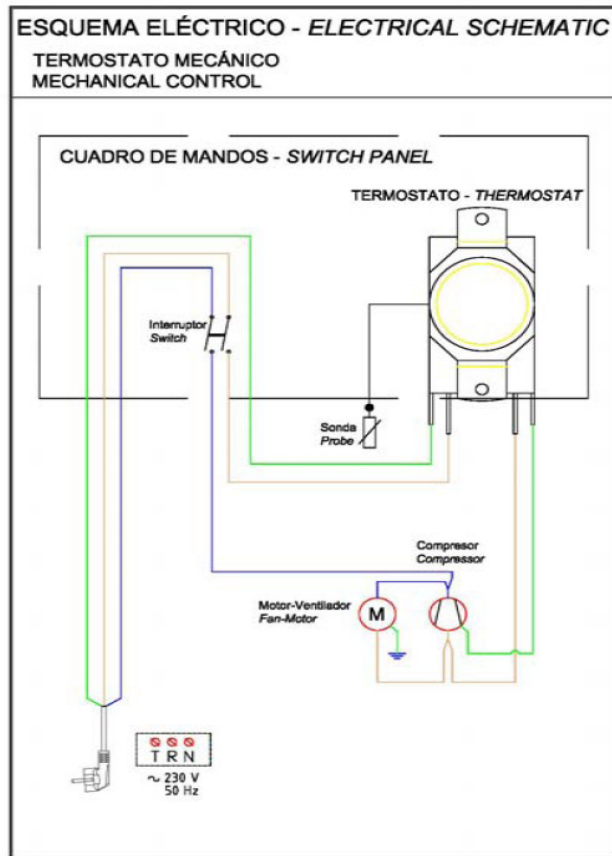 ESQUEMA ELÉCTRICO - ELECTRICAL SCHEMATIC
TERMOSTATO MECÁNICO
MECHANICAL CONTROL
CUADRO DE MANDOS - SWITCH PANEL
TERMOSTATO - THERMOSTAT
Interruptor
Switch
Sonda
Probe
Compresor
Compressor
Motor-Ventilador
Fan-Motor
M
T R N
~ 230 V
50 Hz